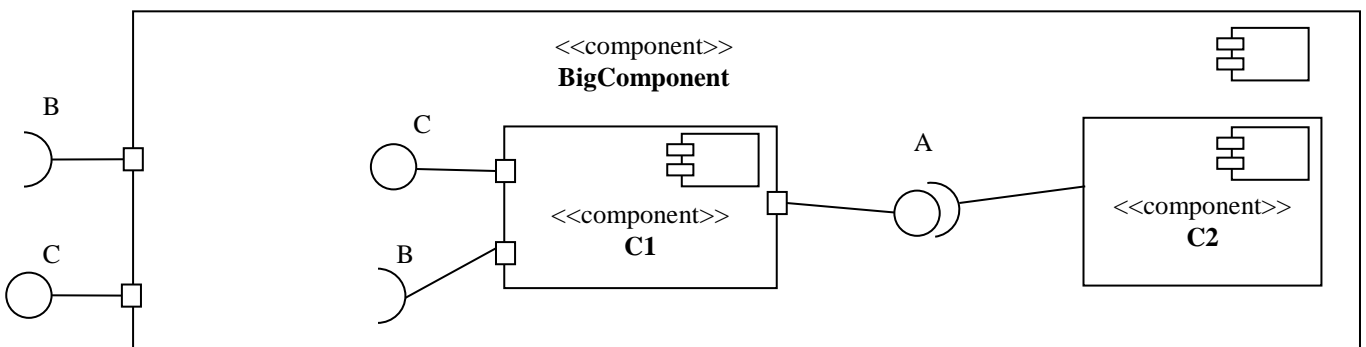 <<component>>
BigComponent
B
C
A
<<component>>
C1
<<component>>
C2
C
B